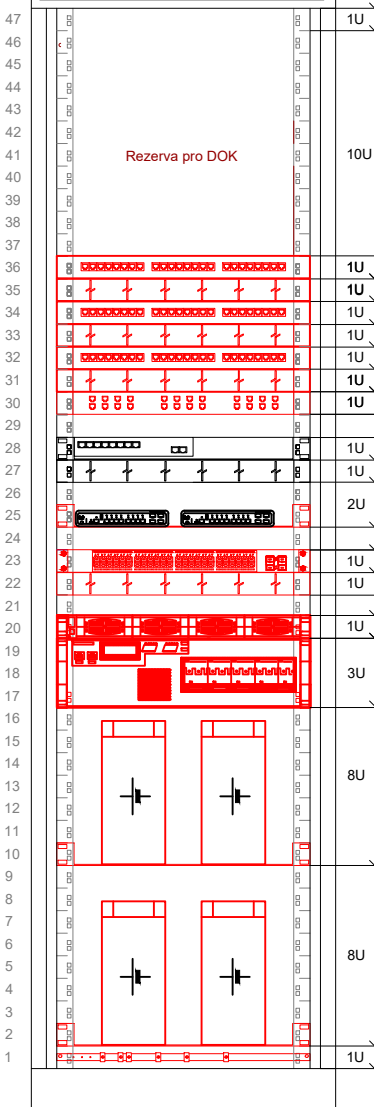 47 1U
46
45
44
43
42
41 Rezerva pro DOK 10U
40
39
38
37
36 1U
35 1U
34 1U
33 1U
32 1U
31 1U
30 1U
29
28 1U
27 1U
26
25 2U
24
23 1U
22 1U
21
20 1U
19
18 3U
17
16
15
14
13 8U
12
11
10
9
8
7
6
5 8U
4
3
2
1 1U